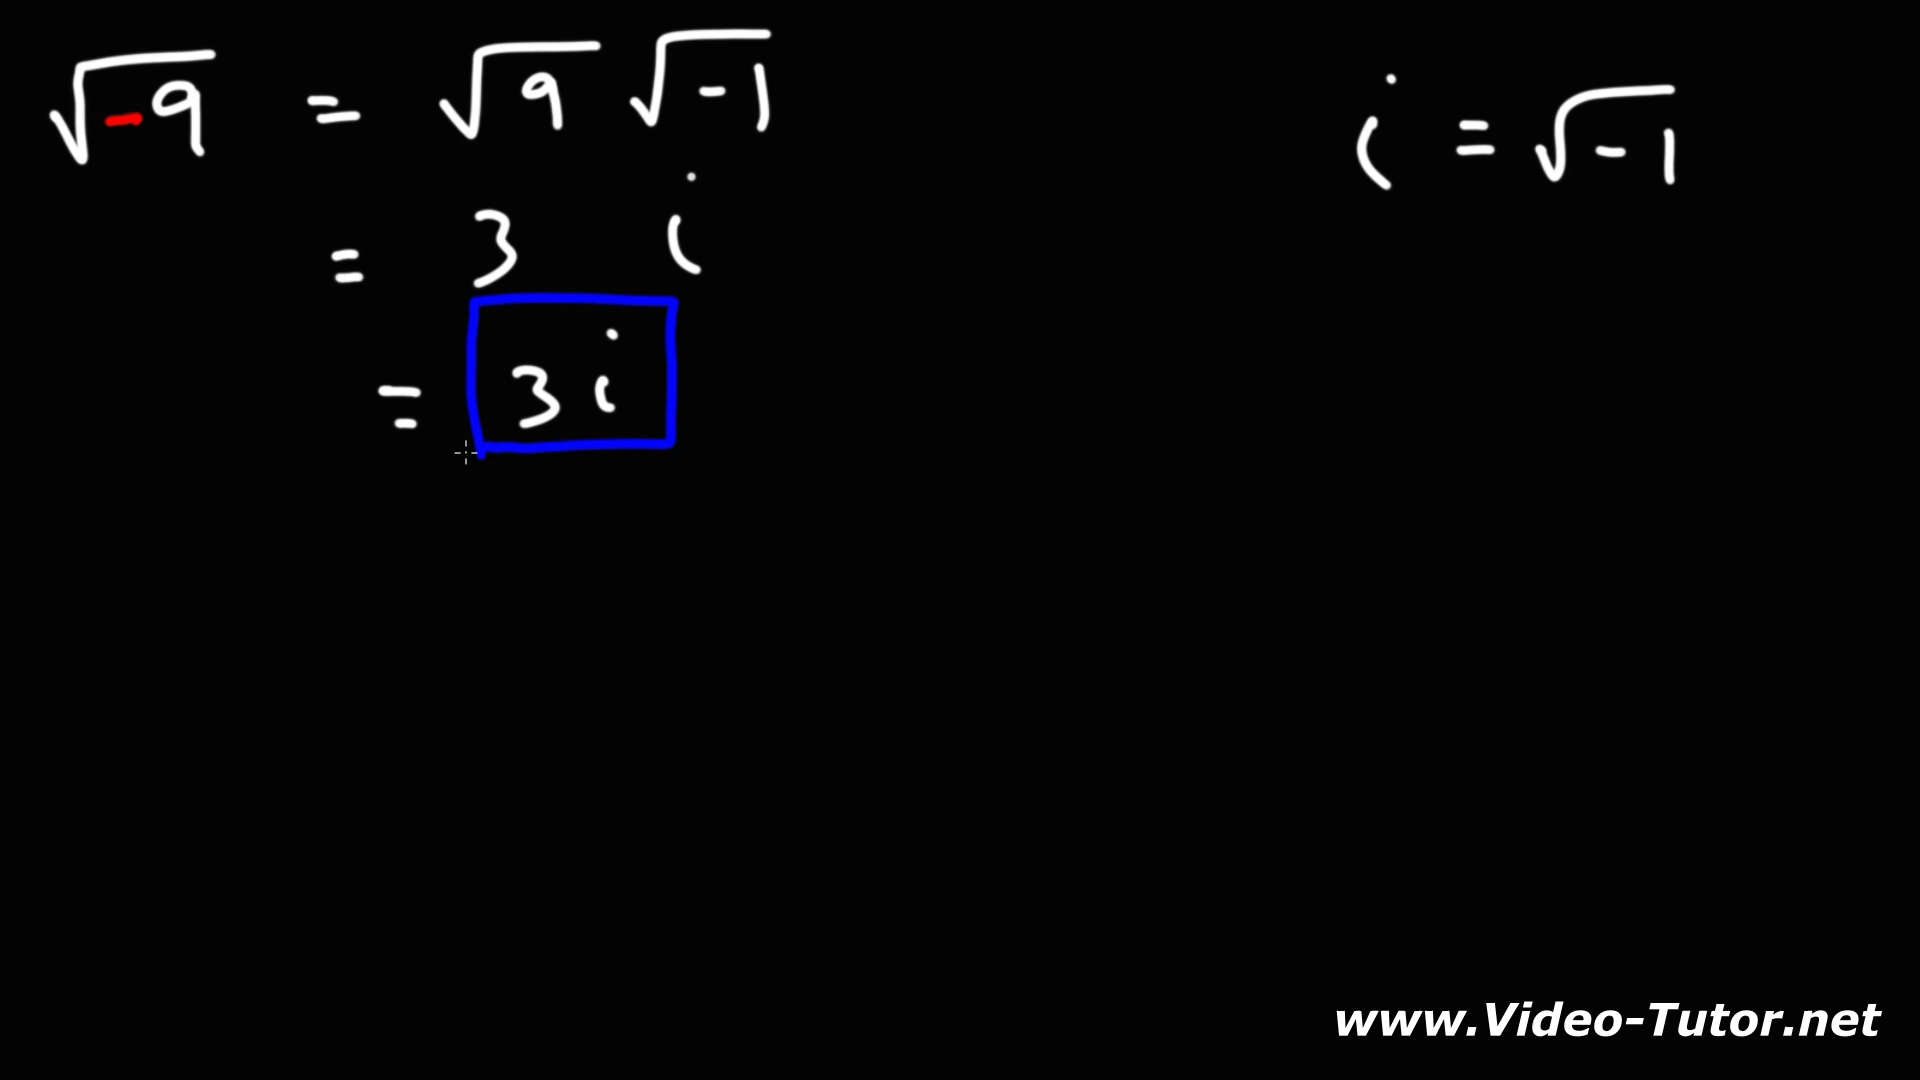 √-9 = √9 √-1
i = √-1
= 3 i
= 3i
www.Video-Tutor.net